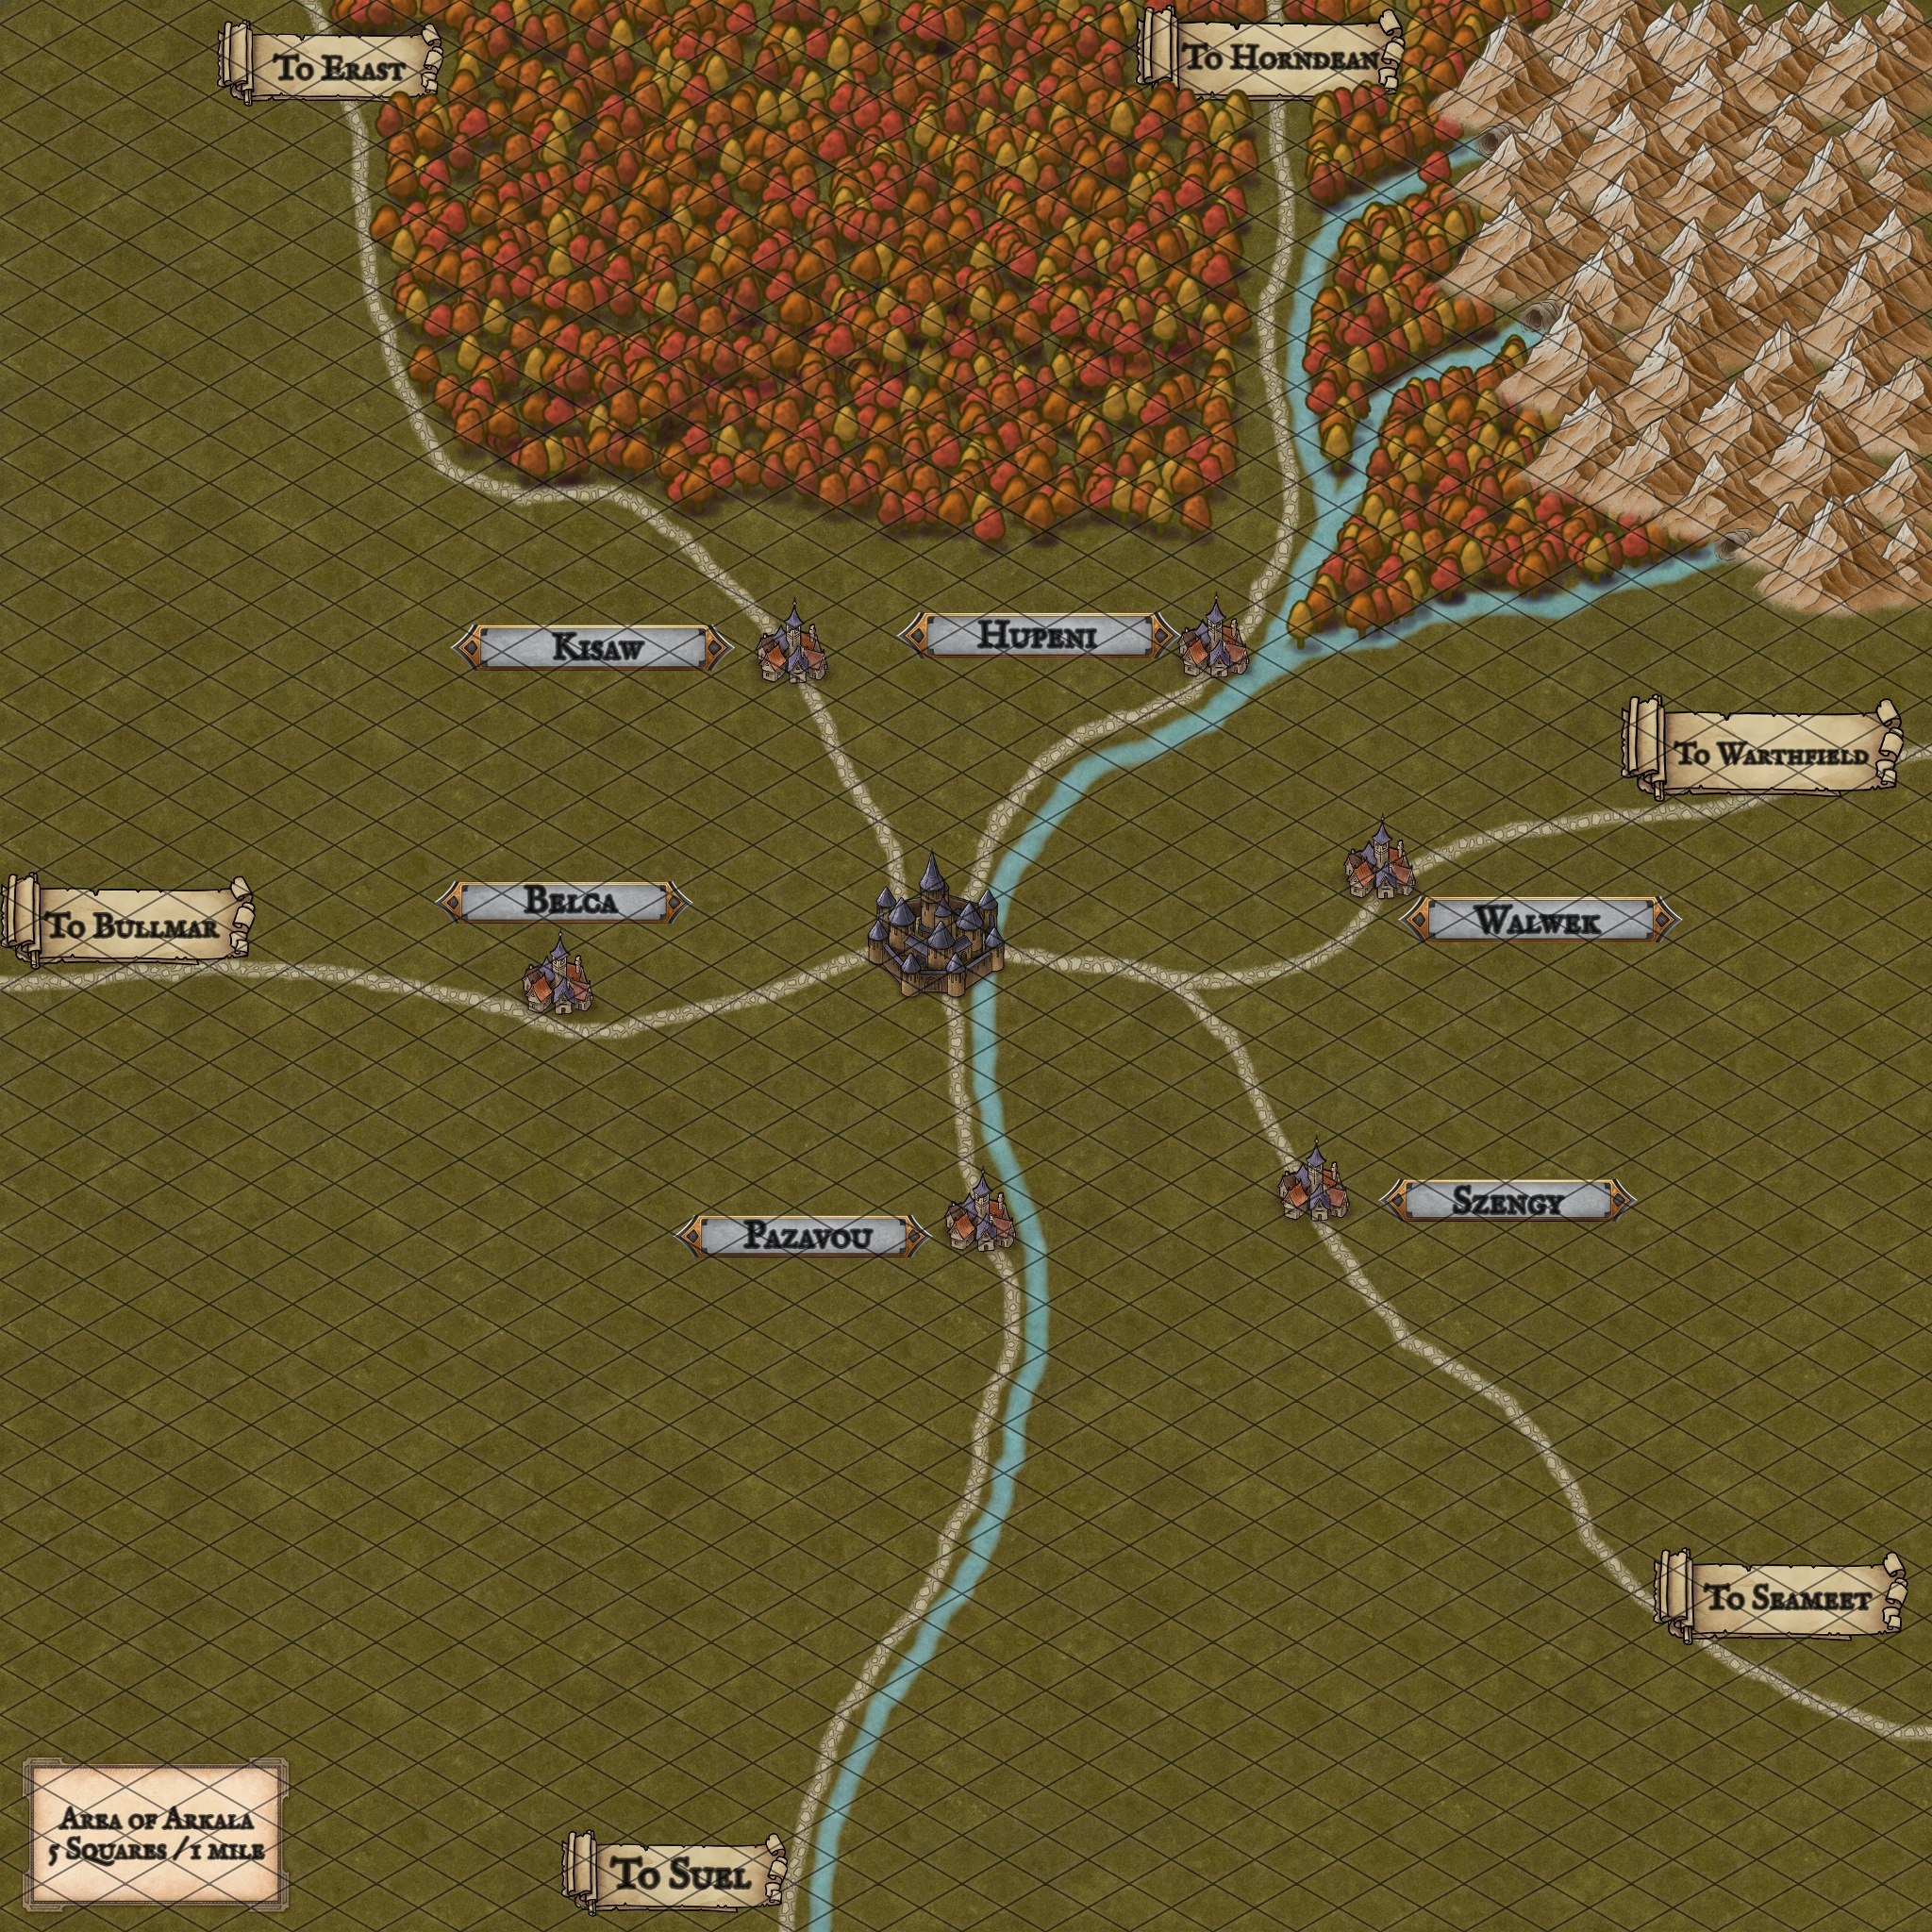 To Erast
To Horndean
Kisaw
Hupeni
To Warthfield
Belca
To Bullmar
Walwek
Szengy
Pazavou
To Seameet
Area of Arkala
5 Squares /1 mile
To Suel